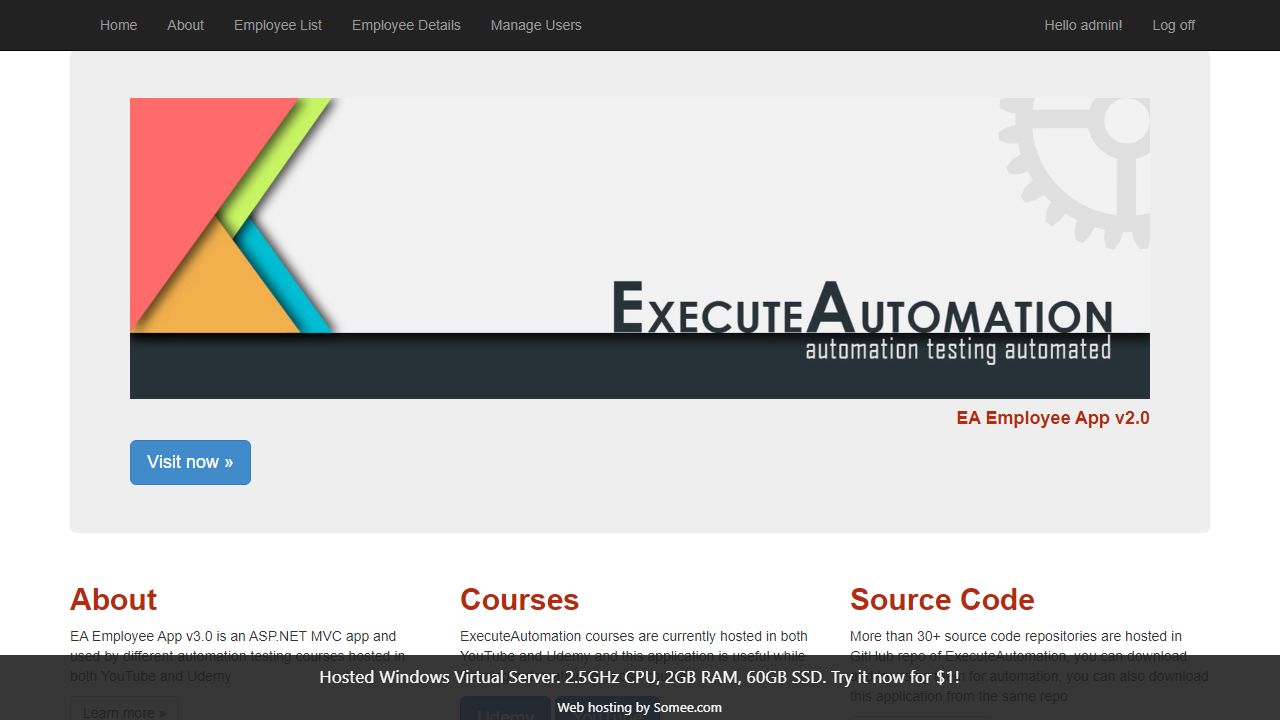 Home About Employee List Employee Details Manage Users Hello admin! Log off
EXECUTEAUTOMATION
automation testing automated
EA Employee App v2.0
Visit now »
About
EA Employee App v3.0 is an ASP.NET MVC app and
used by different automation testing courses hosted in
both YouTube and Udemy
Learn more »
Courses
ExecuteAutomation courses are currently hosted in both
YouTube and Udemy and this application is useful while
Udemy YouTube
Source Code
More than 30+ source code repositories are hosted in
GitHub repo of ExecuteAutomation, you can download
for automation, you can also download
this application from the same repo
Hosted Windows Virtual Server. 2.5GHz CPU, 2GB RAM, 60GB SSD. Try it now for $1!
Web hosting by Somee.com